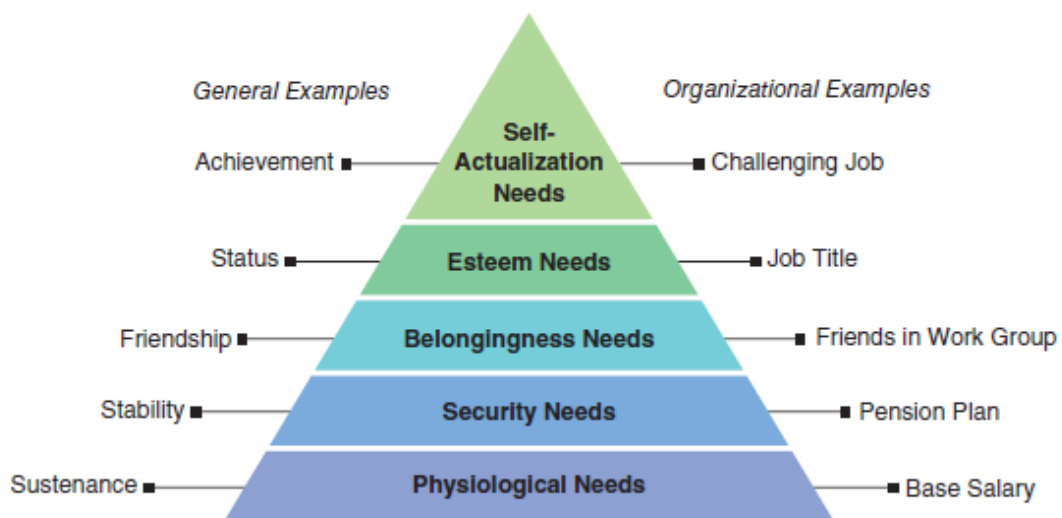 General Examples
Organizational Examples
Self-
Actualization
Needs
Achievement
Challenging Job
Status
Esteem Needs
Job Title
Friendship
Belongingness Needs
Friends in Work Group
Stability
Security Needs
Pension Plan
Sustenance
Physiological Needs
Base Salary